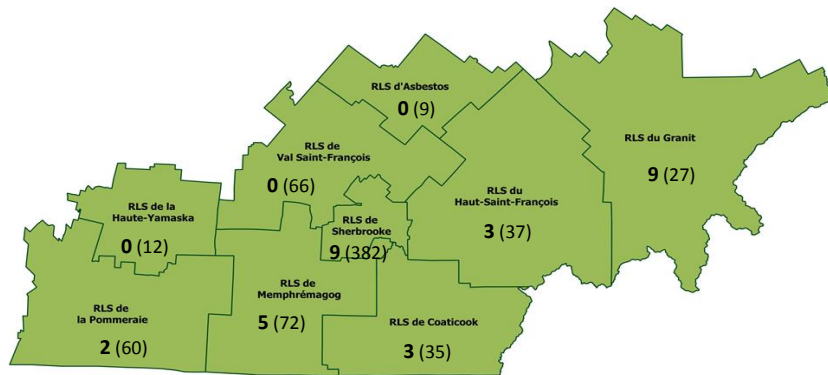 RLS d'Asbestos
0 (9)
RLS du Granit
9 (27)
RLS de
Val Saint-François
0 (66)
RLS du
Haut-Saint-François
3 (37)
RLS de la
Haute-Yamaska
0 (12)
RLS de
Sherbrooke
9 (382)
RLS de
Memphrémagog
5 (72)
RLS de
la Pommeraie
2 (60)
RLS de Coaticook
3 (35)